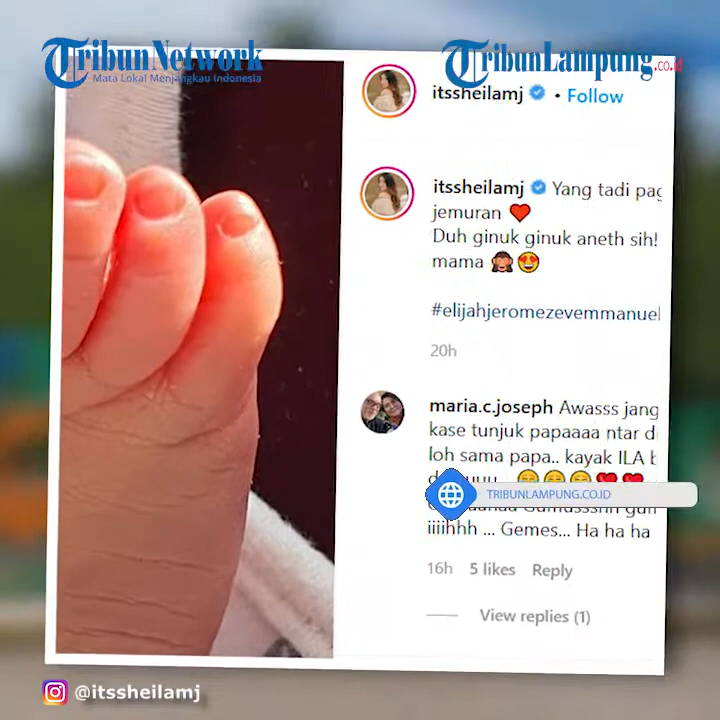 Tribun Network
Mata Lokal Menjangkau Indonesia
TribunLampung.co.id
itssheilamj • Follow
itssheilamj Yang tadi pag
jemuran ❤️
Duh ginuk ginuk aneth sih!
mama 🙈😍
#elijahjeromezevemmanuel
20h
maria.c.joseph Awasss jang
kase tunjuk papaaaa ntar d
loh sama papa.. kayak ILA b
TRIBUNLAMPUNG.CO.ID
iiiihhh ... Gemes... Ha ha ha
16h 5 likes Reply
View replies (1)
@itssheilamj